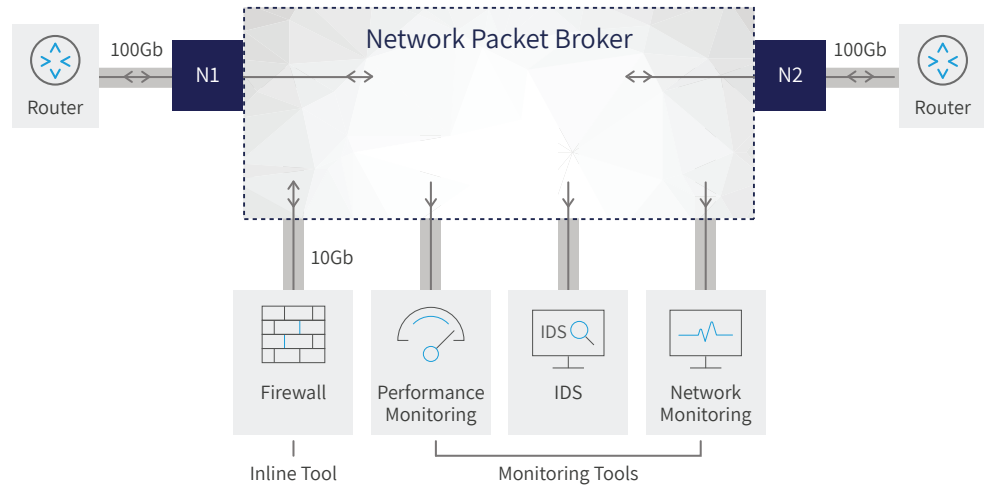 Network Packet Broker
100Gb
100Gb
N1
N2
Router
Router
10Gb
IDS
Firewall
Performance
Monitoring
IDS
Network
Monitoring
Inline Tool
Monitoring Tools